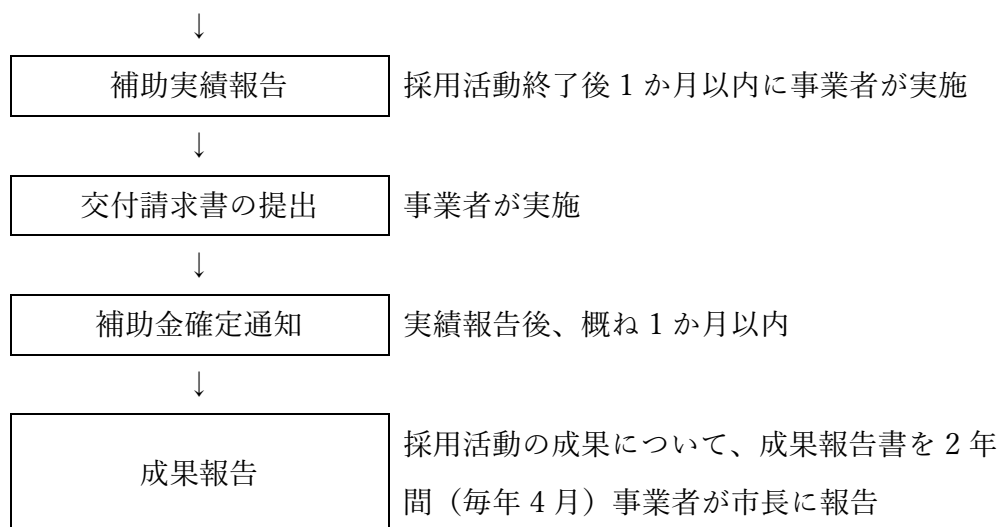 ↓
補助実績報告 採用活動終了後 1 か月以内に事業者が実施
↓
交付請求書の提出 事業者が実施
↓
補助金確定通知 実績報告後、概ね 1 か月以内
↓
成果報告
採用活動の成果について、成果報告書を 2 年
間（毎年 4 月）事業者が市長に報告